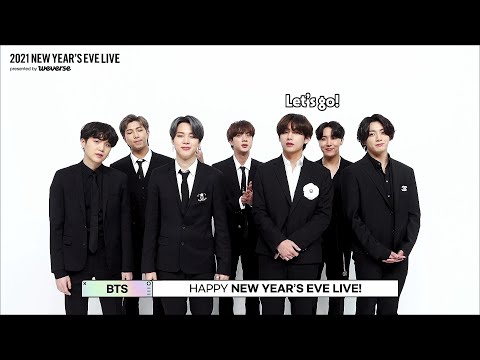 2021 NEW YEAR'S EVE LIVE
presented by weverse
Let's go!
BTS
HAPPY NEW YEAR'S EVE LIVE!